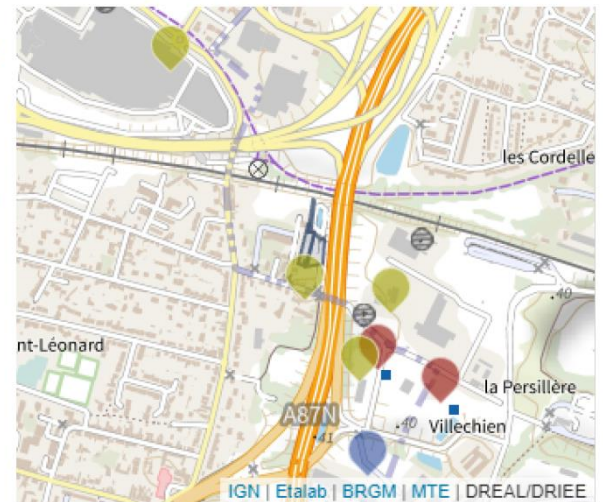 les Cordelle
40
nt-Léonard
la Persillère
A87N
40
Villechien
41
IGN | Etalab | BRGM | MTE | DREAL/DRIEE